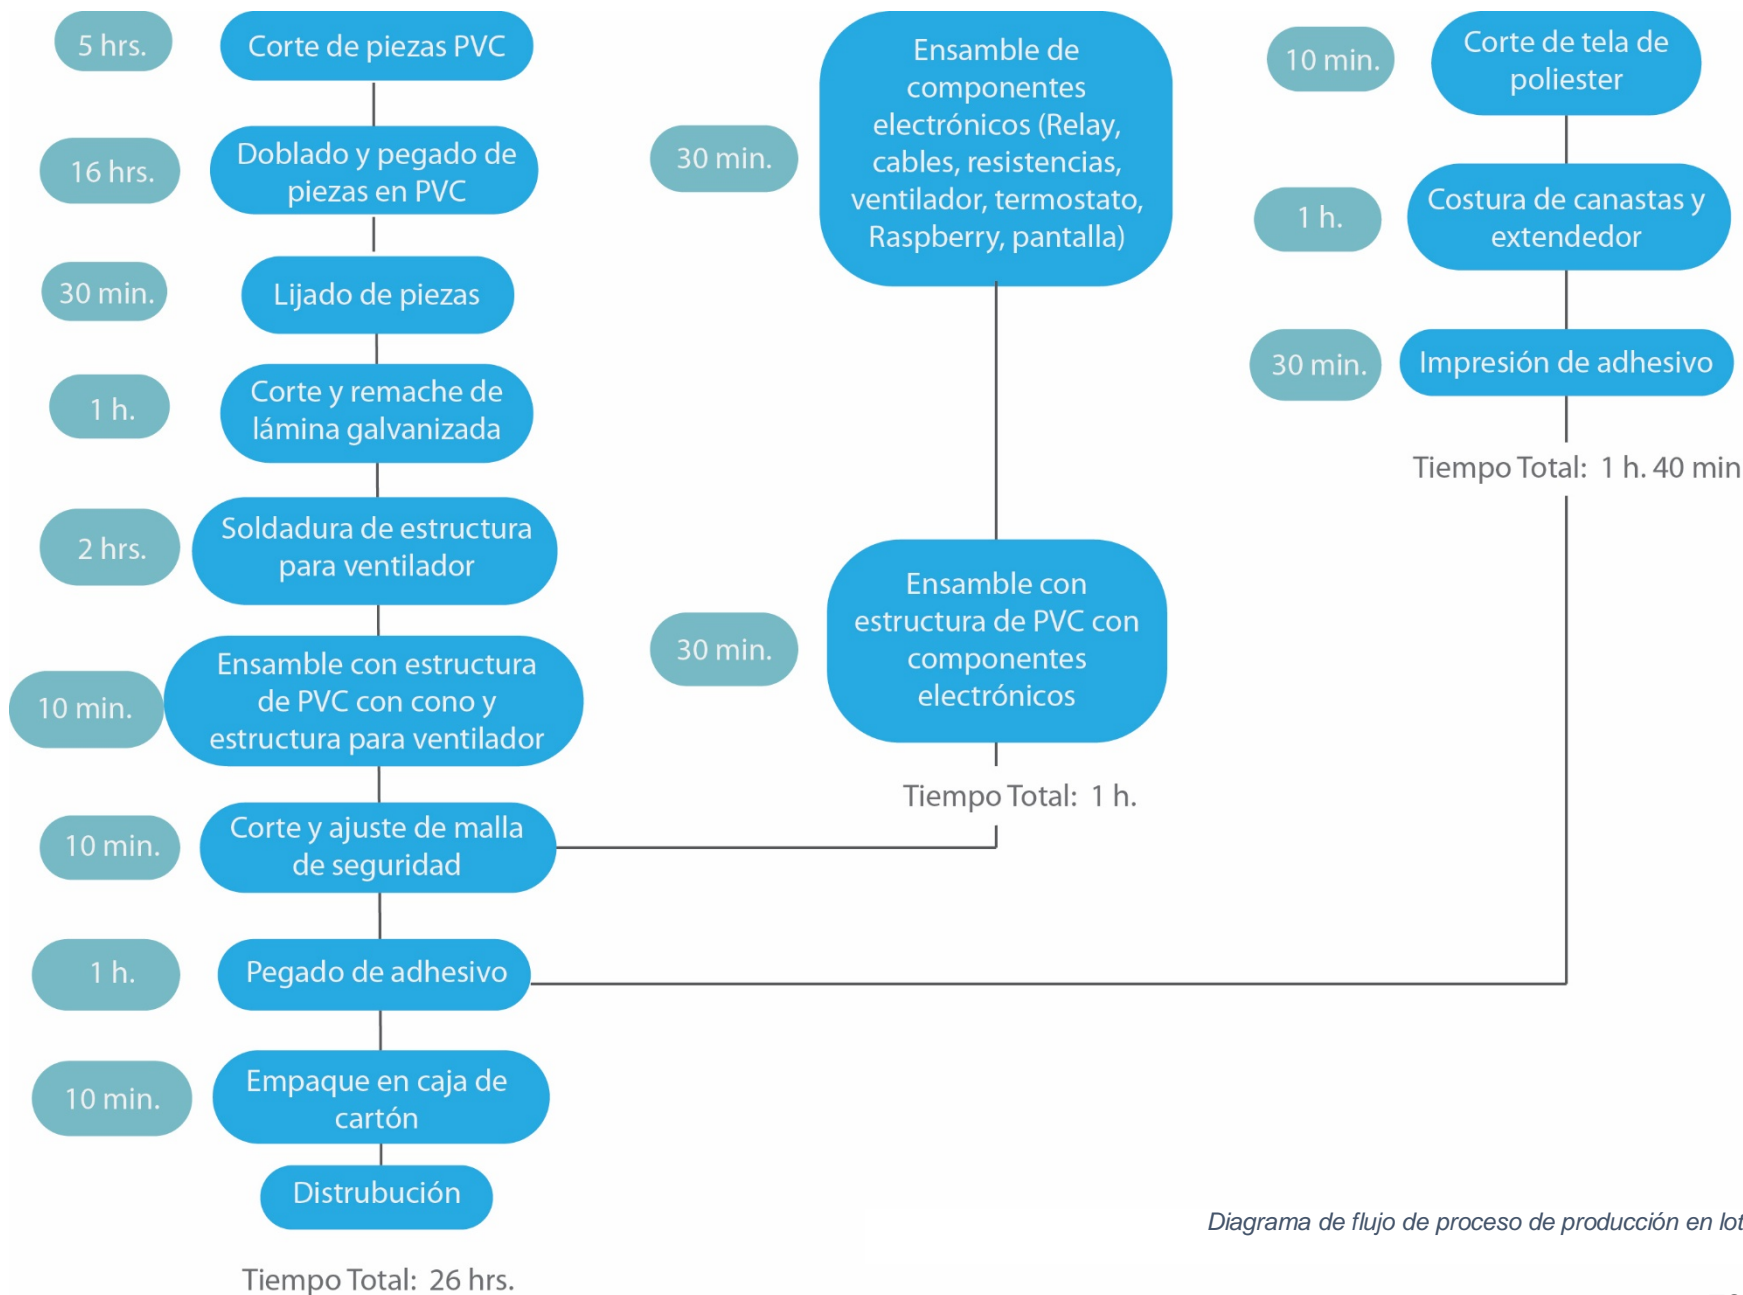 5 hrs.
Corte de piezas PVC
16 hrs.
Doblado y pegado de
piezas en PVC
30 min.
Lijado de piezas
1 h.
Corte y remache de
lámina galvanizada
2 hrs.
Soldadura de estructura
para ventilador
10 min.
Ensamble con estructura
de PVC con cono y
estructura para ventilador
10 min.
Corte y ajuste de malla
de seguridad
1 h.
Pegado de adhesivo
10 min.
Empaque en caja de
cartón
Distrubución
Tiempo Total: 26 hrs.
30 min.
Ensamble de
componentes
electrónicos (Relay,
cables, resistencias,
ventilador, termostato,
Raspberry, pantalla)
30 min.
Ensamble con
estructura de PVC con
componentes
electrónicos
Tiempo Total: 1 h.
10 min.
Corte de tela de
poliester
1 h.
Costura de canastas y
extendedor
30 min.
Impresión de adhesivo
Tiempo Total: 1 h. 40 min
Diagrama de flujo de proceso de producción en lot